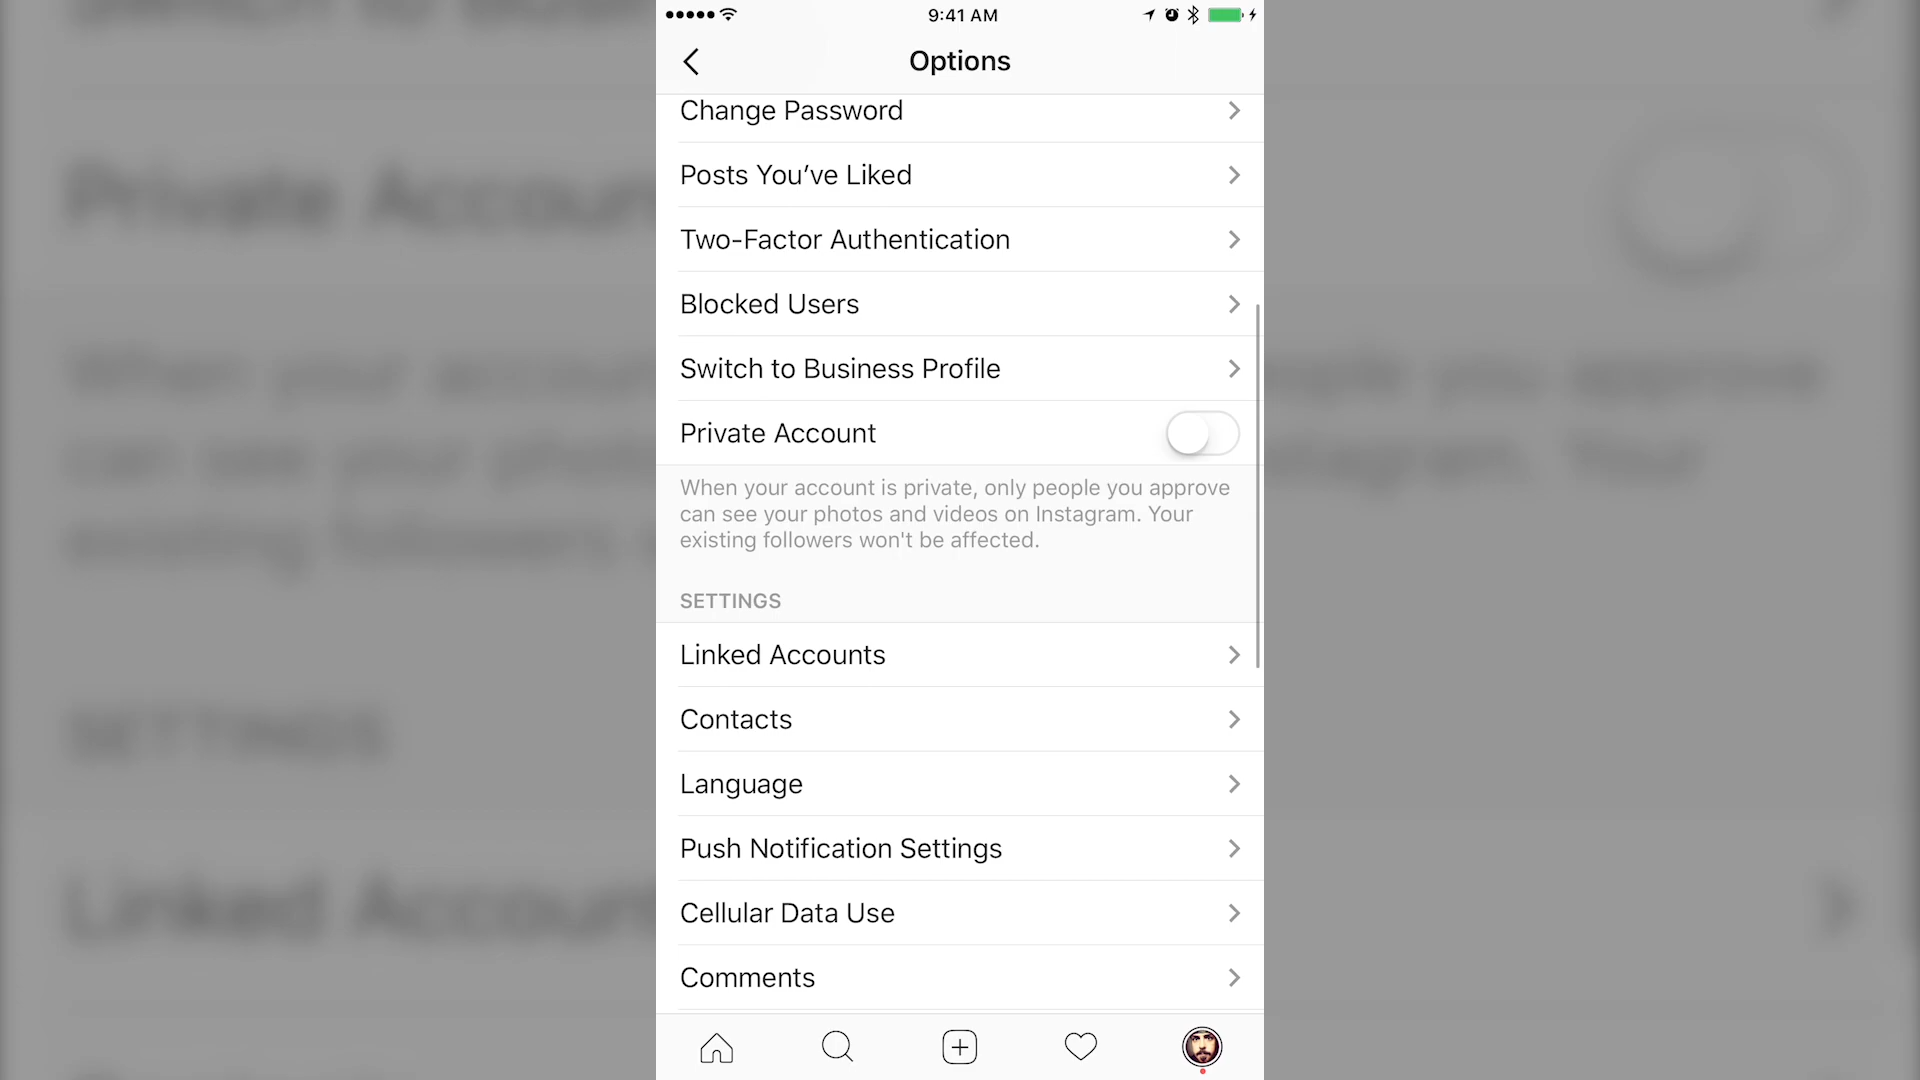 9:41 AM
Options
Change Password
Posts You’ve Liked
Two-Factor Authentication
Blocked Users
Switch to Business Profile
Private Account
When your account is private, only people you approve
can see your photos and videos on Instagram. Your
existing followers won't be affected.
SETTINGS
Linked Accounts
Contacts
Language
Push Notification Settings
Cellular Data Use
Comments